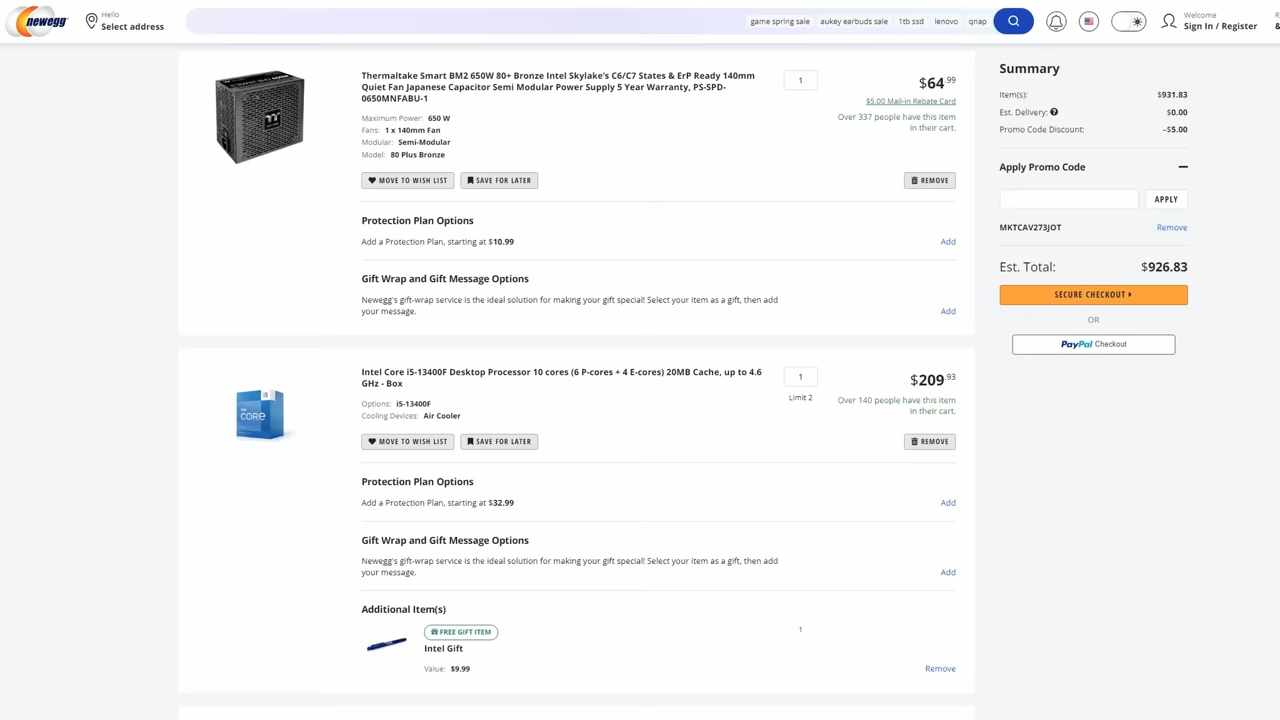 newegg
Hello
Select address
game spring sale aukey earbuds sale 1tb ssd lenovo qnap
Welcome
Sign In / Register
R
&
Thermaltake Smart BM2 650W 80+ Bronze Intel Skylake's C6/C7 States & ErP Ready 140mm
Quiet Fan Japanese Capacitor Semi Modular Power Supply 5 Year Warranty, PS-SPD-
0650MNFABU-1
Maximum Power: 650 W
Fans: 1 x 140mm Fan
Modular: Semi-Modular
Model: 80 Plus Bronze
1
$64.99
$5.00 Mail-in Rebate Card
Over 337 people have this item
in their cart.
MOVE TO WISH LIST SAVE FOR LATER REMOVE
Protection Plan Options
Add a Protection Plan, starting at $10.99 Add
Gift Wrap and Gift Message Options
Newegg's gift-wrap service is the ideal solution for making your gift special! Select your item as a gift, then add
your message. Add
Intel Core i5-13400F Desktop Processor 10 cores (6 P-cores + 4 E-cores) 20MB Cache, up to 4.6
GHz - Box
Options: i5-13400F
Cooling Devices: Air Cooler
1
Limit 2
$209.93
Over 140 people have this item
in their cart.
i5
CORE
MOVE TO WISH LIST SAVE FOR LATER REMOVE
Protection Plan Options
Add a Protection Plan, starting at $32.99 Add
Gift Wrap and Gift Message Options
Newegg's gift-wrap service is the ideal solution for making your gift special! Select your item as a gift, then add
your message. Add
Additional Item(s)
FREE GIFT ITEM 1
Intel Gift
Value: $9.99 Remove
Summary
Item(s): $931.83
Est. Delivery: ? $0.00
Promo Code Discount: –$5.00
Apply Promo Code
APPLY
MKTCAV273JOT Remove
Est. Total: $926.83
SECURE CHECKOUT
OR
PayPal Checkout